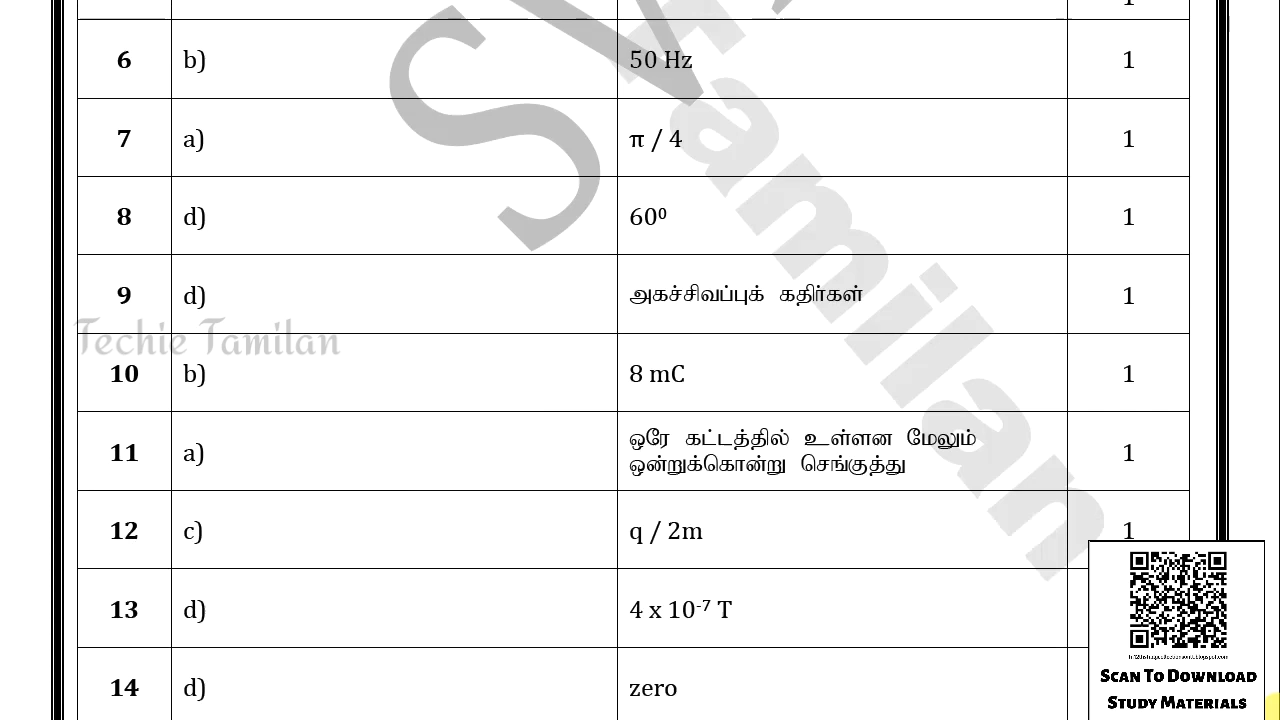 1
6 b) 50 Hz 1
7 a) π / 4 1
8 d) 60⁰ 1
9 d) அகச்சிவப்புக் கதிர்கள் 1
Techie Tamilan
10 b) 8 mC 1
11 a) ஒரே கட்டத்தில் உள்ளன மேலும் 1
ஒன்றுக்கொன்று செங்குத்து
12 c) q / 2m 1
13 d) 4 x 10⁻⁷ T
14 d) zero
Tamilan
SCAN TO DOWNLOAD
STUDY MATERIALS